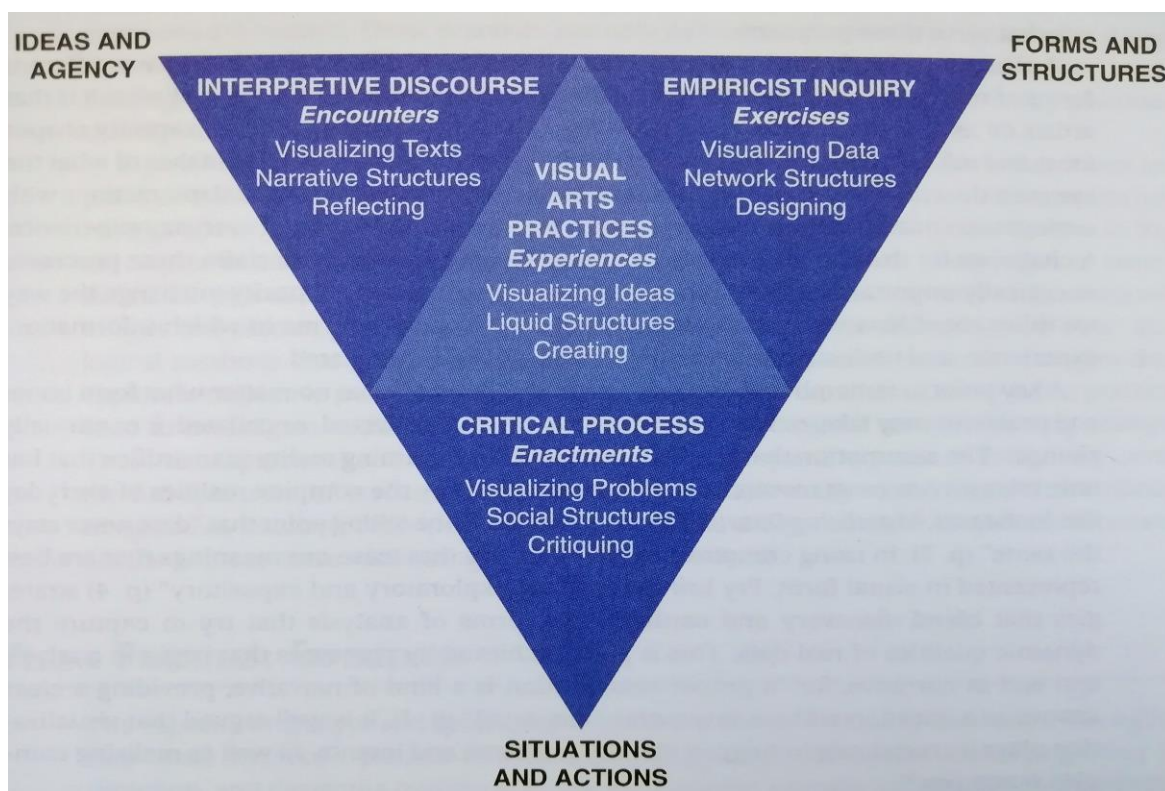 IDEAS AND
AGENCY
FORMS AND
STRUCTURES
INTERPRETIVE DISCOURSE
Encounters
Visualizing Texts
Narrative Structures
Reflecting
EMPIRICIST INQUIRY
Exercises
Visualizing Data
Network Structures
Designing
VISUAL
ARTS
PRACTICES
Experiences
Visualizing Ideas
Liquid Structures
Creating
CRITICAL PROCESS
Enactments
Visualizing Problems
Social Structures
Critiquing
SITUATIONS
AND ACTIONS